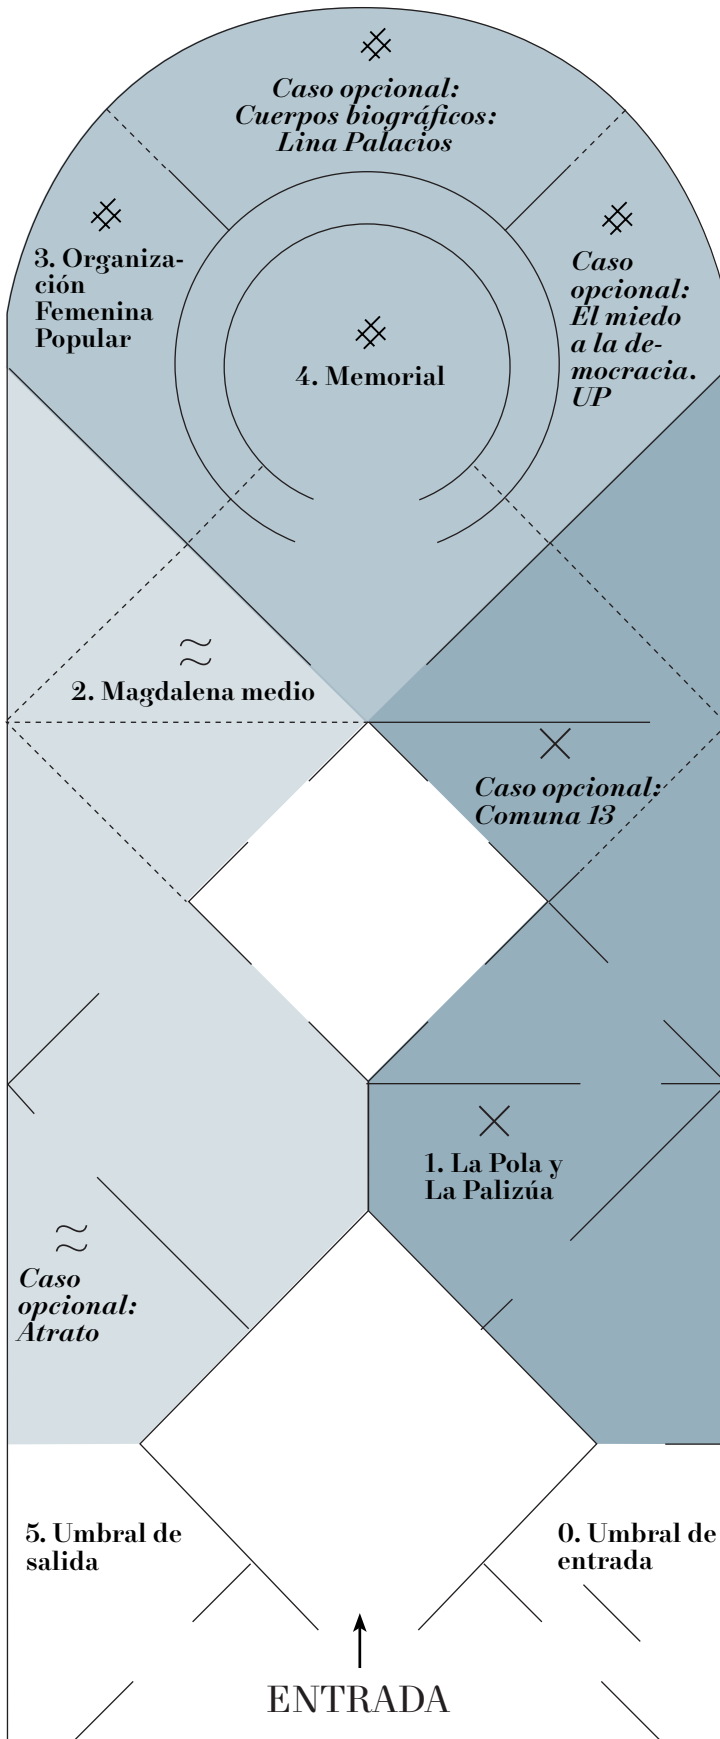 Caso opcional:
Cuerpos biográficos:
Lina Palacios
3. Organiza-
ción
Femenina
Popular
Caso
opcional:
El miedo
a la de-
mocracia.
UP
4. Memorial
2. Magdalena medio
Caso opcional:
Comuna 13
1. La Pola y
La Palizúa
Caso
opcional:
Atrato
5. Umbral de
salida
0. Umbral de
entrada
ENTRADA